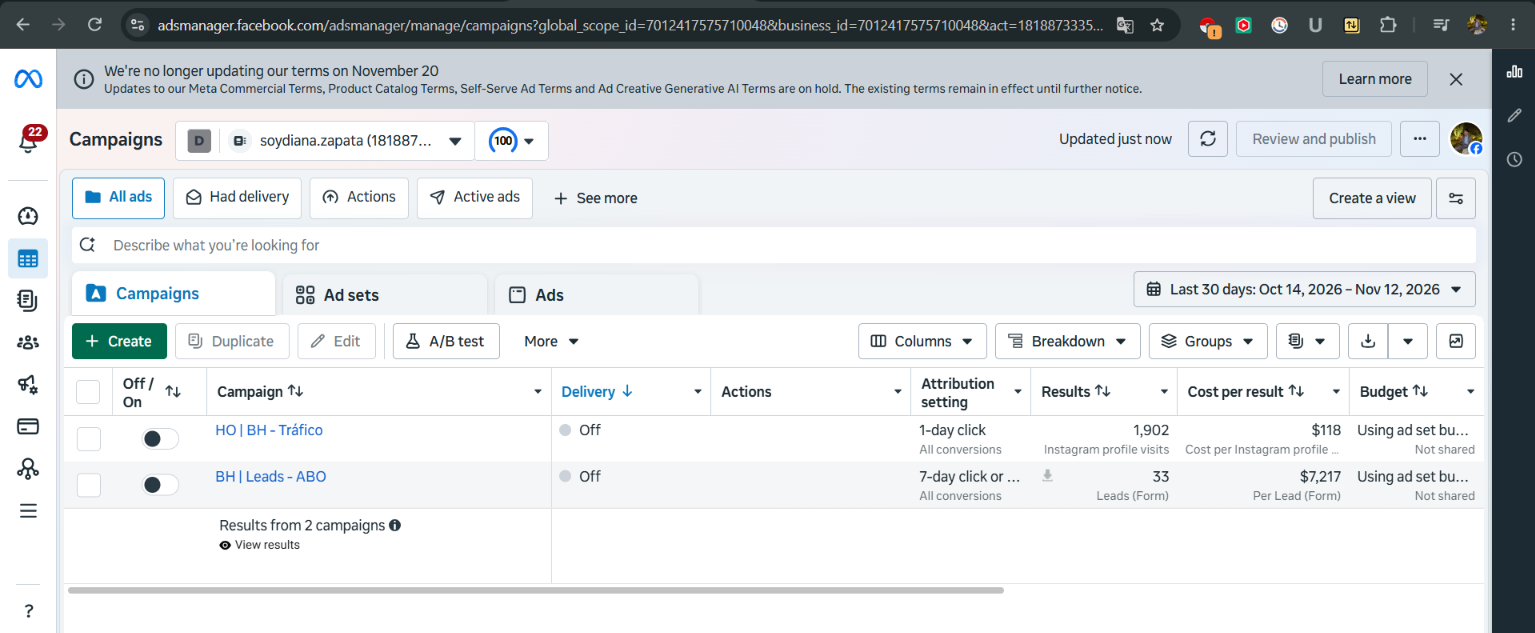 adsmanager.facebook.com/adsmanager/manage/campaigns?global_scope_id=7012417575710048&business_id=7012417575710048&act=1818873335...
We're no longer updating our terms on November 20
Updates to our Meta Commercial Terms, Product Catalog Terms, Self-Serve Ad Terms and Ad Creative Generative AI Terms are on hold. The existing terms remain in effect until further notice.
Learn more
22
Campaigns
D
soydiana.zapata (181887...
100
Updated just now
Review and publish
All ads
Had delivery
Actions
Active ads
See more
Create a view
Describe what you're looking for
Campaigns
Ad sets
Ads
Last 30 days: Oct 14, 2026 – Nov 12, 2026
Create
Duplicate
Edit
A/B test
More
Columns
Breakdown
Groups
Off / On
Campaign
Delivery
Actions
Attribution setting
Results
Cost per result
Budget
HO | BH - Tráfico
Off
1-day click
All conversions
1,902
Instagram profile visits
$118
Cost per Instagram profile ...
Using ad set bu...
Not shared
BH | Leads - ABO
Off
7-day click or ...
All conversions
33
Leads (Form)
$7,217
Per Lead (Form)
Using ad set bu...
Not shared
Results from 2 campaigns
View results
?